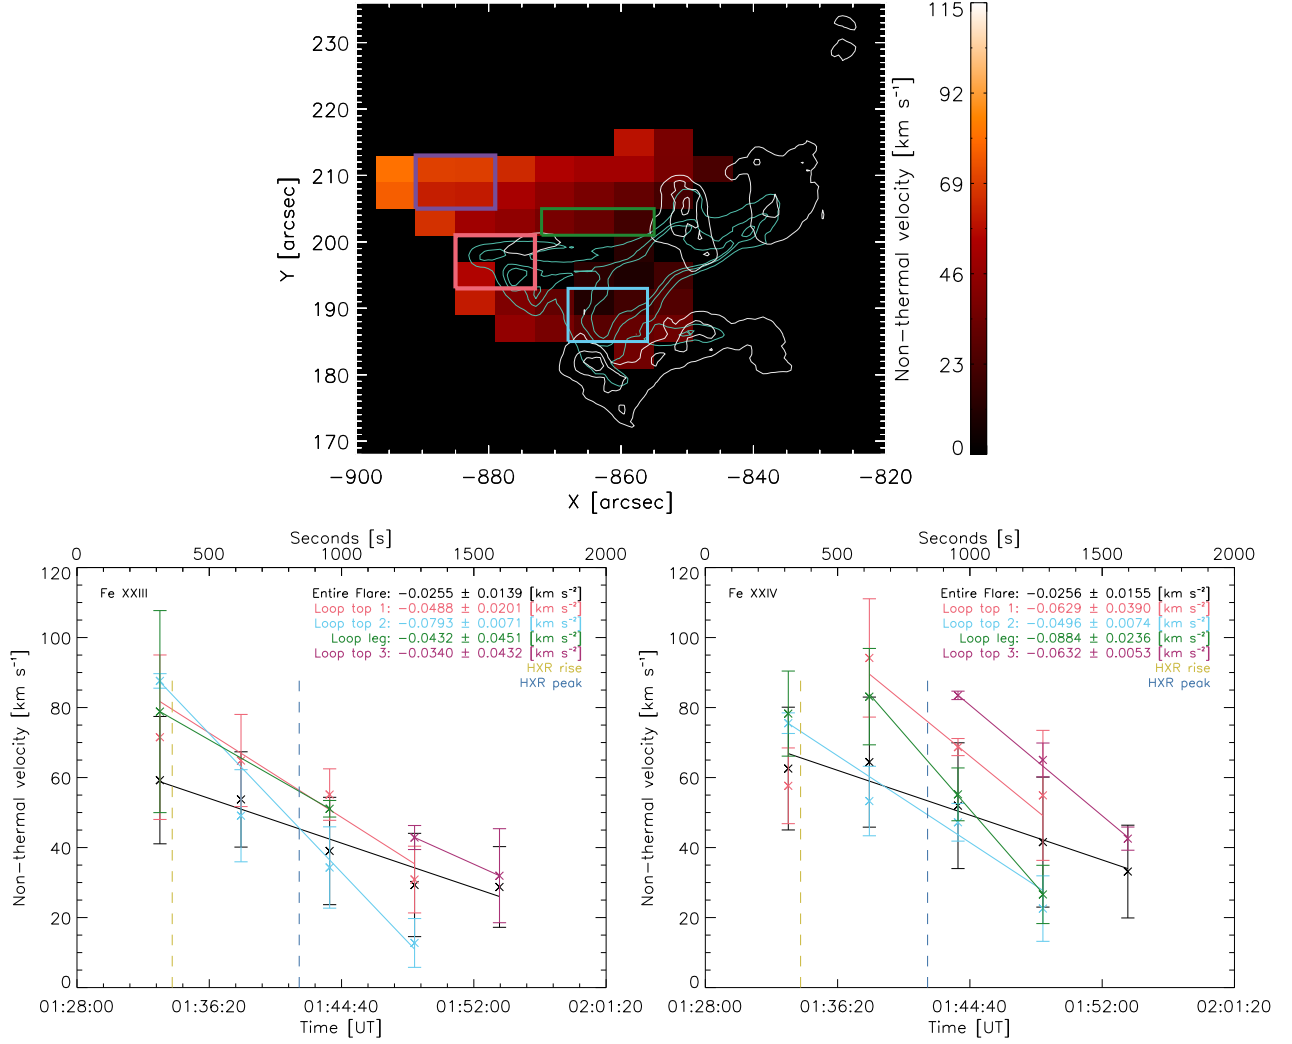 230
220
210
200
190
180
170
Y [arcsec]
−900 −880 −860 −840 −820
X [arcsec]
115
92
69
46
23
0
Non−thermal velocity [km s⁻¹]
Seconds [s]
0 500 1000 1500 2000
120
100
80
60
40
20
0
Non−thermal velocity [km s⁻¹]
Fe XXIII
Entire Flare: −0.0255 ± 0.0139 [km s⁻²]
Loop top 1: −0.0488 ± 0.0201 [km s⁻²]
Loop top 2: −0.0793 ± 0.0071 [km s⁻²]
Loop leg: −0.0432 ± 0.0451 [km s⁻²]
Loop top 3: −0.0340 ± 0.0432 [km s⁻²]
HXR rise
HXR peak
01:28:00 01:36:20 01:44:40 01:52:00 02:01:20
Time [UT]
Seconds [s]
0 500 1000 1500 2000
120
100
80
60
40
20
0
Non−thermal velocity [km s⁻¹]
Fe XXIV
Entire Flare: −0.0256 ± 0.0155 [km s⁻²]
Loop top 1: −0.0629 ± 0.0390 [km s⁻²]
Loop top 2: −0.0496 ± 0.0074 [km s⁻²]
Loop leg: −0.0884 ± 0.0236 [km s⁻²]
Loop top 3: −0.0632 ± 0.0053 [km s⁻²]
HXR rise
HXR peak
01:28:00 01:36:20 01:44:40 01:52:00 02:01:20
Time [UT]